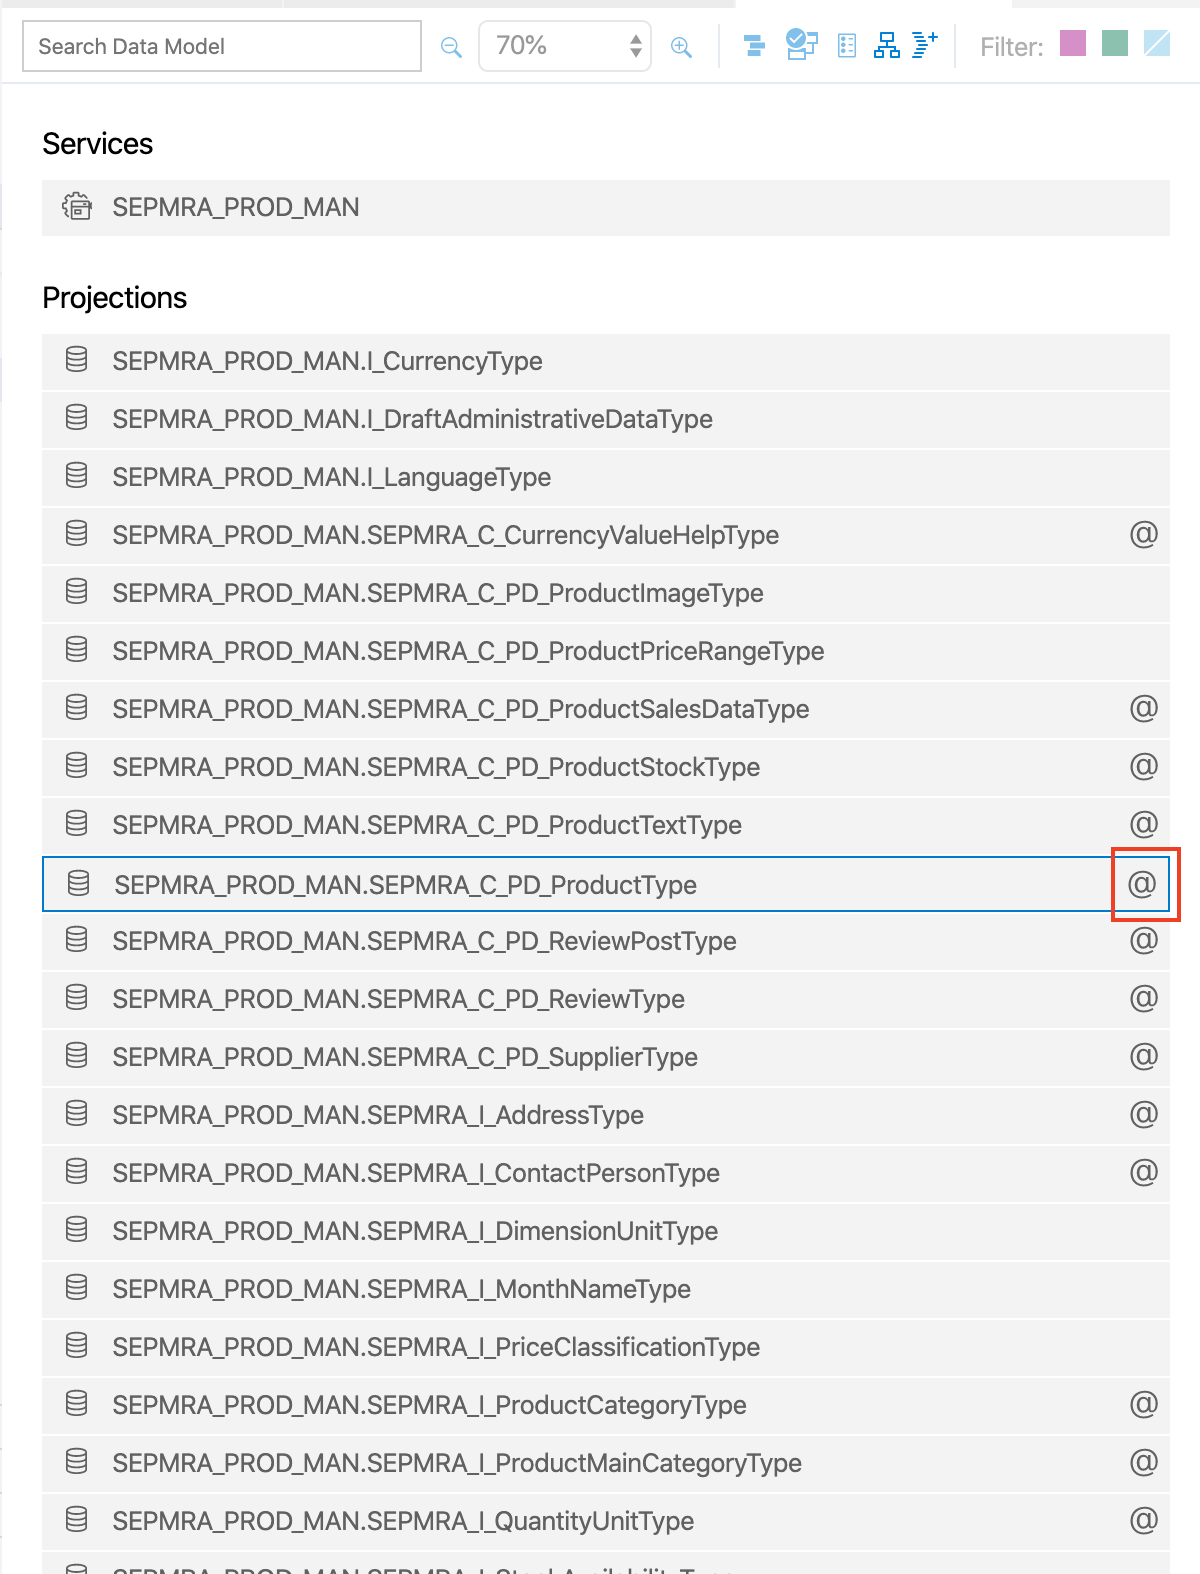 Search Data Model
70%
Filter:
Services
SEPMRA_PROD_MAN
Projections
SEPMRA_PROD_MAN.I_CurrencyType
SEPMRA_PROD_MAN.I_DraftAdministrativeDataType
SEPMRA_PROD_MAN.I_LanguageType
SEPMRA_PROD_MAN.SEPMRA_C_CurrencyValueHelpType @
SEPMRA_PROD_MAN.SEPMRA_C_PD_ProductImageType
SEPMRA_PROD_MAN.SEPMRA_C_PD_ProductPriceRangeType
SEPMRA_PROD_MAN.SEPMRA_C_PD_ProductSalesDataType @
SEPMRA_PROD_MAN.SEPMRA_C_PD_ProductStockType @
SEPMRA_PROD_MAN.SEPMRA_C_PD_ProductTextType @
SEPMRA_PROD_MAN.SEPMRA_C_PD_ProductType @
SEPMRA_PROD_MAN.SEPMRA_C_PD_ReviewPostType @
SEPMRA_PROD_MAN.SEPMRA_C_PD_ReviewType @
SEPMRA_PROD_MAN.SEPMRA_C_PD_SupplierType @
SEPMRA_PROD_MAN.SEPMRA_I_AddressType @
SEPMRA_PROD_MAN.SEPMRA_I_ContactPersonType @
SEPMRA_PROD_MAN.SEPMRA_I_DimensionUnitType
SEPMRA_PROD_MAN.SEPMRA_I_MonthNameType
SEPMRA_PROD_MAN.SEPMRA_I_PriceClassificationType
SEPMRA_PROD_MAN.SEPMRA_I_ProductCategoryType @
SEPMRA_PROD_MAN.SEPMRA_I_ProductMainCategoryType @
SEPMRA_PROD_MAN.SEPMRA_I_QuantityUnitType @